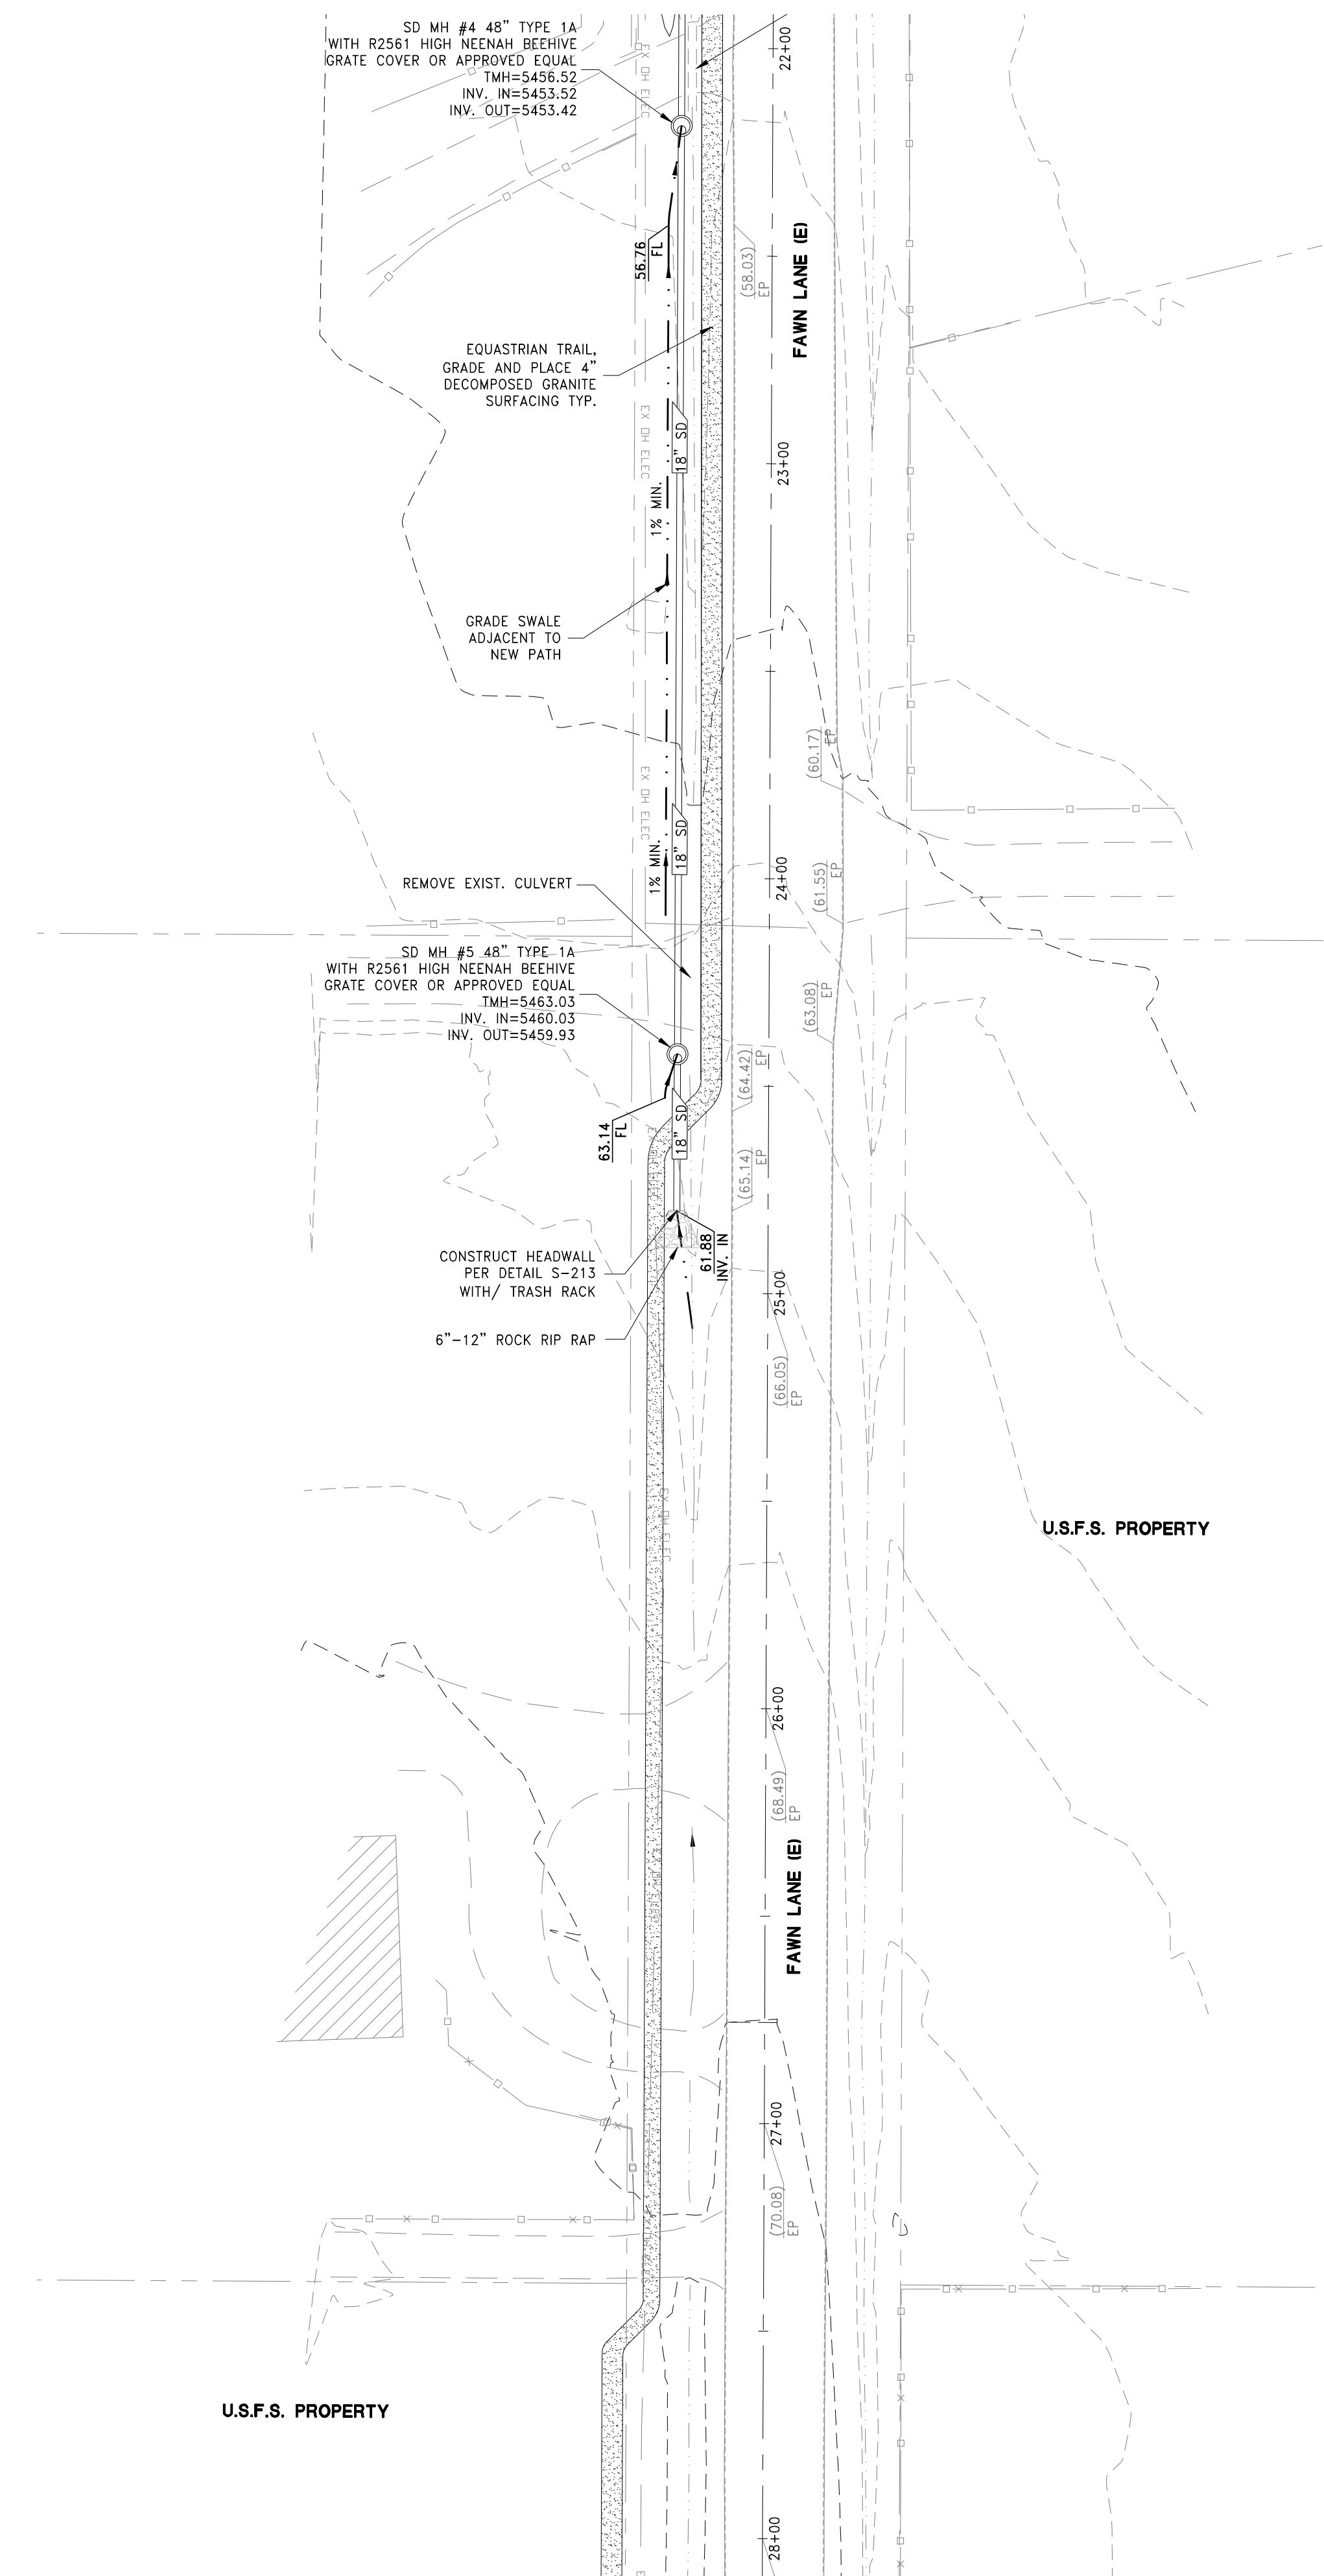 SD MH #4 48" TYPE 1A
WITH R2561 HIGH NEENAH BEEHIVE
GRATE COVER OR APPROVED EQUAL
TMH=5456.52
INV. IN=5453.52
INV. OUT=5453.42
EX OH ELEC
22+00
56.76
FL
(58.03)
EP
FAWN LANE (E)
EQUASTRIAN TRAIL,
GRADE AND PLACE 4"
DECOMPOSED GRANITE
SURFACING TYP.
EX OH ELEC
18" SD
23+00
1% MIN.
GRADE SWALE
ADJACENT TO
NEW PATH
(60.17)
EP
EX OH ELEC
18" SD
1% MIN.
24+00
(61.55)
EP
REMOVE EXIST. CULVERT
SD MH #5 48" TYPE 1A
WITH R2561 HIGH NEENAH BEEHIVE
GRATE COVER OR APPROVED EQUAL
TMH=5463.03
INV. IN=5460.03
INV. OUT=5459.93
(63.08)
EP
(64.42)
EP
63.14
FL
18" SD
(65.14)
EP
61.88
INV. IN
CONSTRUCT HEADWALL
PER DETAIL S-213
WITH/ TRASH RACK
25+00
6"-12" ROCK RIP RAP
(66.05)
EP
EX OH ELEC
U.S.F.S. PROPERTY
26+00
(68.49)
EP
FAWN LANE (E)
27+00
(70.08)
EP
U.S.F.S. PROPERTY
28+00